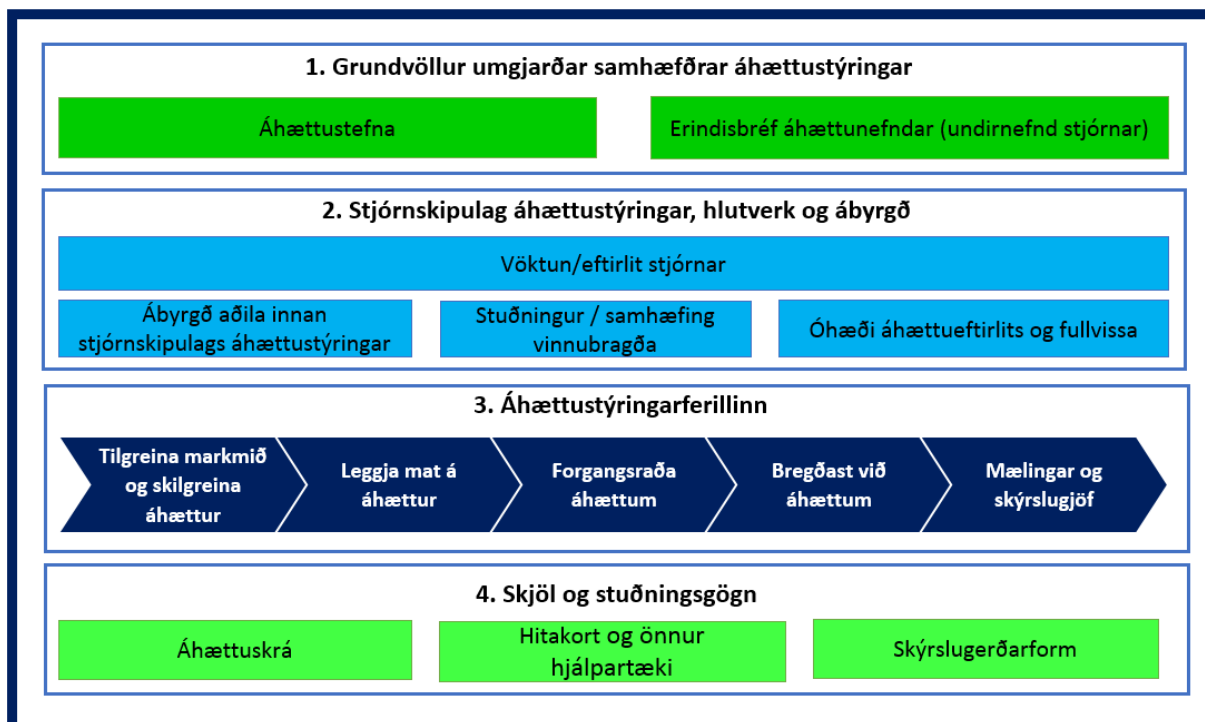 1. Grundvöllur umgjarðar samhæfðrar áhættustýringar
Áhættustefna
Erindisbréf áhættunefndar (undirnefnd stjórnar)
2. Stjórnskipulag áhættustýringar, hlutverk og ábyrgð
Vöktun/eftirlit stjórnar
Ábyrgð aðila innan
stjórnskipulags áhættustýringar
Stuðningur / samhæfing
vinnubragða
Óhæði áhættueftirlits og fullvissa
3. Áhættustýringarferillinn
Tilgreina markmið
og skilgreina
áhættur
Leggja mat á
áhættur
Forgangsraða
áhættum
Bregðast við
áhættum
Mælingar og
skýrslugjöf
4. Skjöl og stuðningsgögn
Áhættuskrá
Hitakort og önnur
hjálpartæki
Skýrslugerðarform